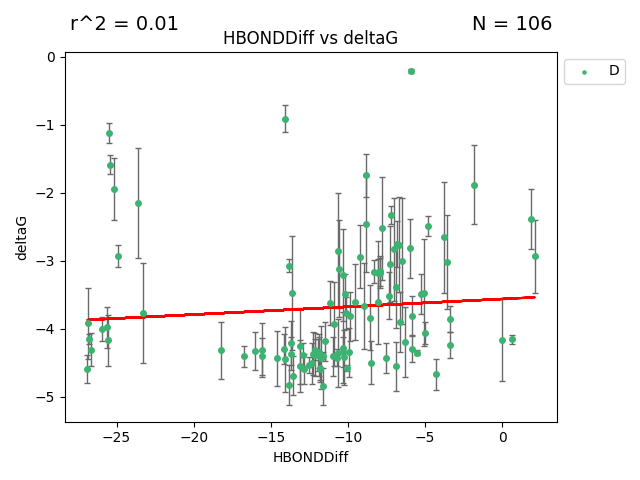 r^2 = 0.01
N = 106
HBONDDiff vs deltaG
D
0
−1
−2
−3
−4
−5
deltaG
−25
−20
−15
−10
−5
0
HBONDDiff